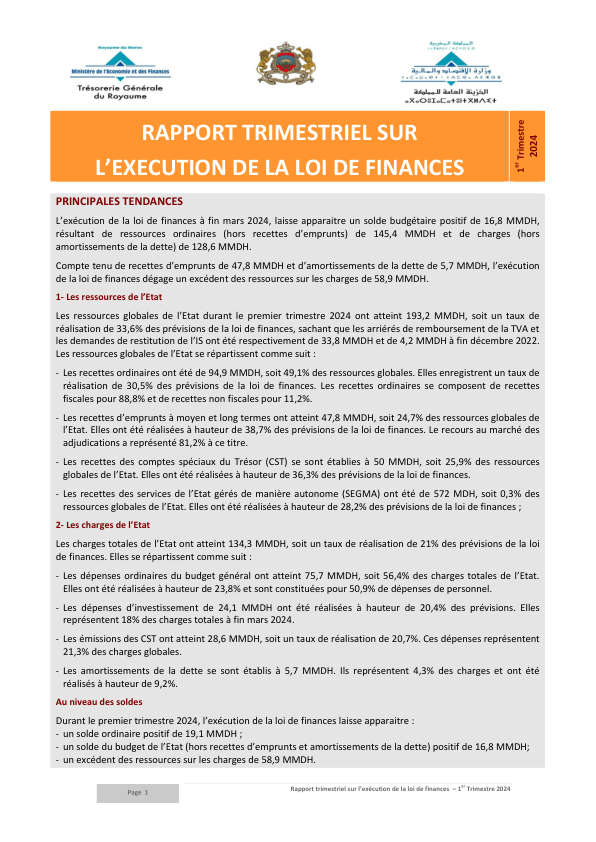 Royaume du Maroc
Ministère de l'Economie et des Finances
Trésorerie Générale
du Royaume
المملكة المغربية
وزارة الاقتصاد والمالية
الخزينة العامة للمملكة
RAPPORT TRIMESTRIEL SUR
L'EXECUTION DE LA LOI DE FINANCES
1er Trimestre
2024
PRINCIPALES TENDANCES
L'exécution de la loi de finances à fin mars 2024, laisse apparaitre un solde budgétaire positif de 16,8 MMDH,
résultant de ressources ordinaires (hors recettes d'emprunts) de 145,4 MMDH et de charges (hors
amortissements de la dette) de 128,6 MMDH.
Compte tenu de recettes d'emprunts de 47,8 MMDH et d'amortissements de la dette de 5,7 MMDH, l'exécution
de la loi de finances dégage un excédent des ressources sur les charges de 58,9 MMDH.
1- Les ressources de l'Etat
Les ressources globales de l'Etat durant le premier trimestre 2024 ont atteint 193,2 MMDH, soit un taux de
réalisation de 33,6% des prévisions de la loi de finances, sachant que les arriérés de remboursement de la TVA et
les demandes de restitution de l'IS ont été respectivement de 33,8 MMDH et de 4,2 MMDH à fin décembre 2022.
Les ressources globales de l'Etat se répartissent comme suit :
- Les recettes ordinaires ont été de 94,9 MMDH, soit 49,1% des ressources globales. Elles enregistrent un taux de
réalisation de 30,5% des prévisions de la loi de finances. Les recettes ordinaires se composent de recettes
fiscales pour 88,8% et de recettes non fiscales pour 11,2%.
- Les recettes d'emprunts à moyen et long termes ont atteint 47,8 MMDH, soit 24,7% des ressources globales de
l'Etat. Elles ont été réalisées à hauteur de 38,7% des prévisions de la loi de finances. Le recours au marché des
adjudications a représenté 81,2% à ce titre.
- Les recettes des comptes spéciaux du Trésor (CST) se sont établies à 50 MMDH, soit 25,9% des ressources
globales de l'Etat. Elles ont été réalisées à hauteur de 36,3% des prévisions de la loi de finances.
- Les recettes des services de l'Etat gérés de manière autonome (SEGMA) ont été de 572 MDH, soit 0,3% des
ressources globales de l'Etat. Elles ont été réalisées à hauteur de 28,2% des prévisions de la loi de finances ;
2- Les charges de l'Etat
Les charges totales de l'Etat ont atteint 134,3 MMDH, soit un taux de réalisation de 21% des prévisions de la loi
de finances. Elles se répartissent comme suit :
- Les dépenses ordinaires du budget général ont atteint 75,7 MMDH, soit 56,4% des charges totales de l'Etat.
Elles ont été réalisées à hauteur de 23,8% et sont constituées pour 50,9% de dépenses de personnel.
- Les dépenses d'investissement de 24,1 MMDH ont été réalisées à hauteur de 20,4% des prévisions. Elles
représentent 18% des charges totales à fin mars 2024.
- Les émissions des CST ont atteint 28,6 MMDH, soit un taux de réalisation de 20,7%. Ces dépenses représentent
21,3% des charges globales.
- Les amortissements de la dette se sont établis à 5,7 MMDH. Ils représentent 4,3% des charges et ont été
réalisés à hauteur de 9,2%.
Au niveau des soldes
Durant le premier trimestre 2024, l'exécution de la loi de finances laisse apparaitre :
- un solde ordinaire positif de 19,1 MMDH ;
- un solde du budget de l'Etat (hors recettes d'emprunts et amortissements de la dette) positif de 16,8 MMDH;
- un excédent des ressources sur les charges de 58,9 MMDH.
Page 1
Rapport trimestriel sur l'exécution de la loi de finances – 1er Trimestre 2024